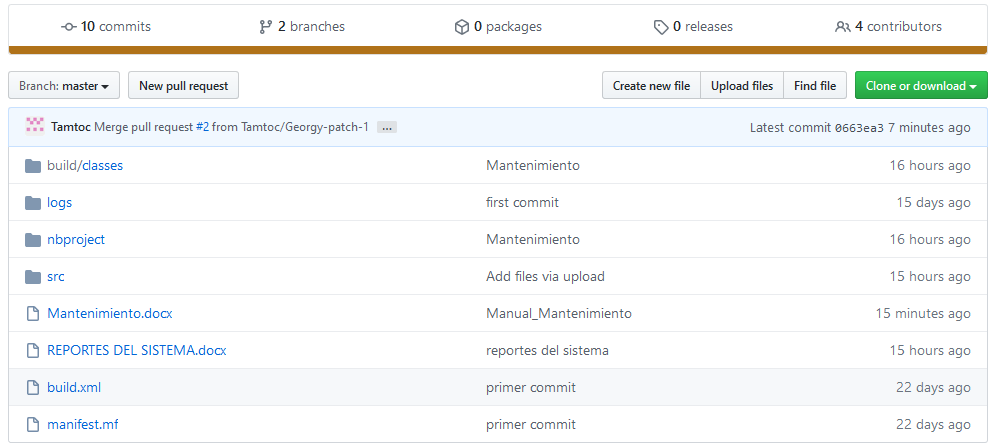 10 commits 2 branches 0 packages 0 releases 4 contributors
Branch: master New pull request Create new file Upload files Find file Clone or download
Tamtoc Merge pull request #2 from Tamtoc/Georgy-patch-1 ... Latest commit 0663ea3 7 minutes ago
build/classes Mantenimiento 16 hours ago
logs first commit 15 days ago
nbproject Mantenimiento 16 hours ago
src Add files via upload 15 hours ago
Mantenimiento.docx Manual_Mantenimiento 15 minutes ago
REPORTES DEL SISTEMA.docx reportes del sistema 15 hours ago
build.xml primer commit 22 days ago
manifest.mf primer commit 22 days ago